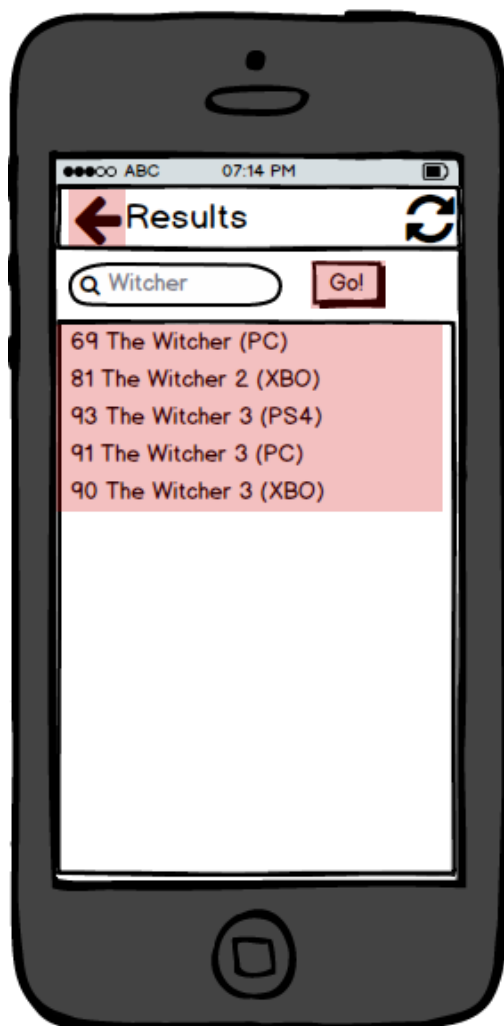 ABC 07:14 PM
Results
Witcher Go!
69 The Witcher (PC)
81 The Witcher 2 (XBO)
93 The Witcher 3 (PS4)
91 The Witcher 3 (PC)
90 The Witcher 3 (XBO)